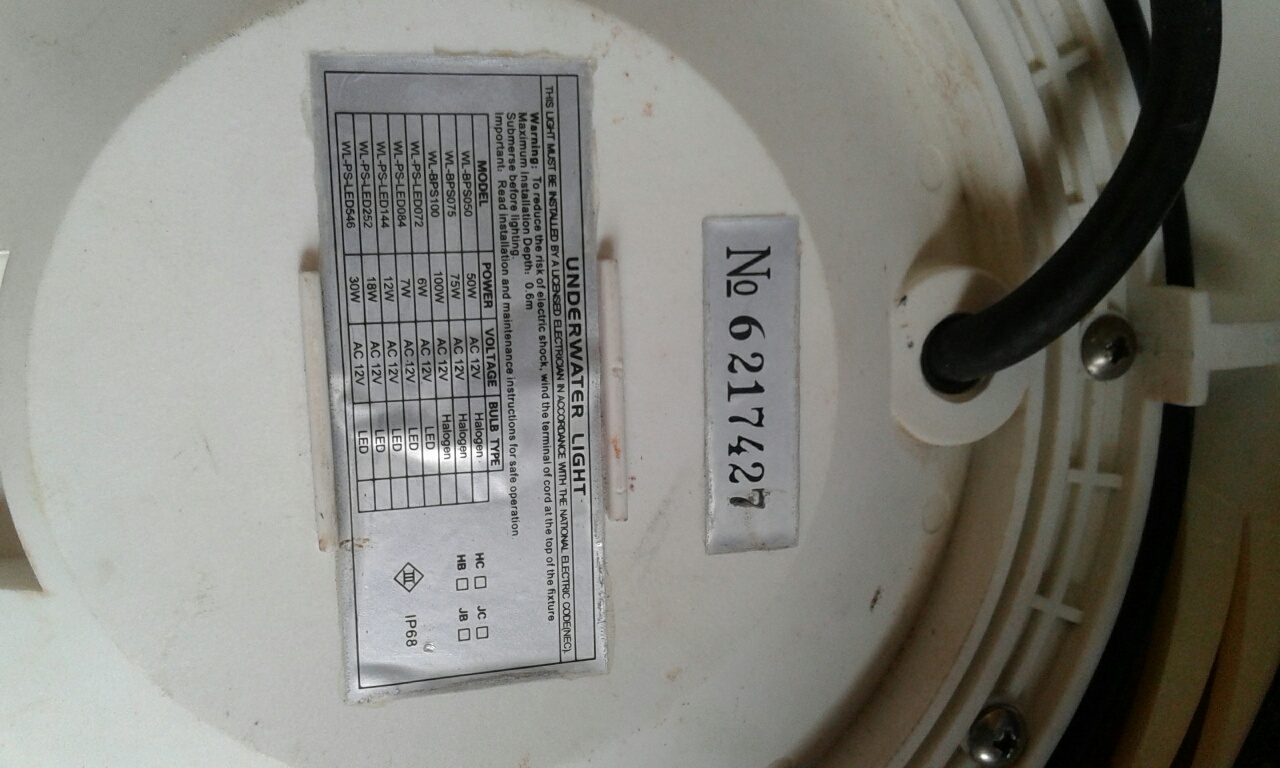 UNDERWATER LIGHT
THIS LIGHT MUST BE INSTALLED BY A LICENSED ELECTRICIAN IN ACCORDANCE WITH THE NATIONAL ELECTRIC CODE(NEC).
Warning: To reduce the risk of electric shock, wind the terminal of cord at the top of the fixture
Maximum Installation Depth: 0.6m
Submerse before lighting.
Important: Read installation and maintenance instructions for safe operation.
MODEL POWER VOLTAGE BULB TYPE
WL-BPS050 50W AC 12V Halogen
WL-BPS075 75W AC 12V Halogen
WL-BPS100 100W AC 12V Halogen
WL-PS-LED072 6W AC 12V LED
WL-PS-LED084 7W AC 12V LED
WL-PS-LED144 12W AC 12V LED
WL-PS-LED252 18W AC 12V LED
WL-PS-LED546 30W AC 12V LED
HC □ JC □
HB □ JB □
III IP68
№ 6217427